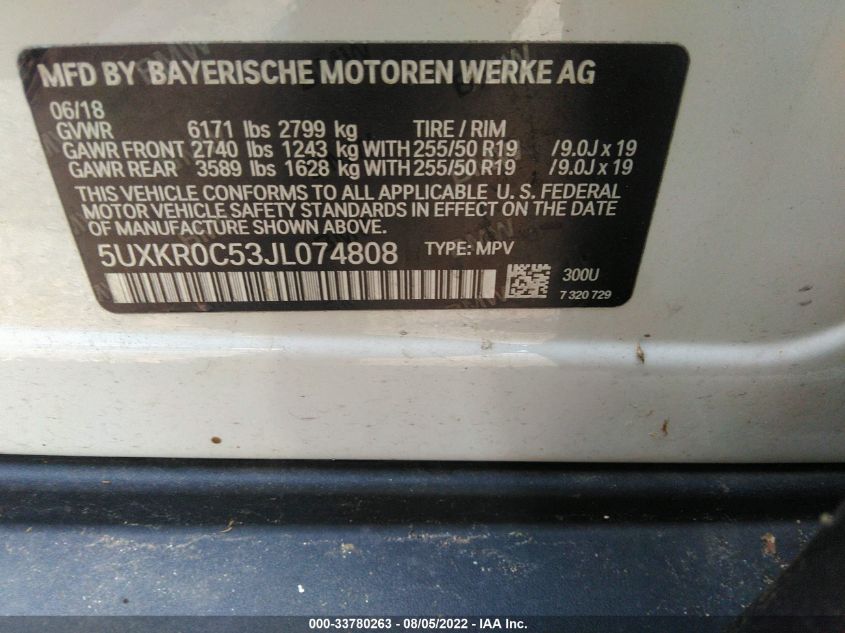 MFD BY BAYERISCHE MOTOREN WERKE AG
06/18
GVWR 6171 lbs 2799 kg TIRE / RIM
GAWR FRONT 2740 lbs 1243 kg WITH 255/50 R19 /9.0J x 19
GAWR REAR 3589 lbs 1628 kg WITH 255/50 R19 /9.0J x 19
THIS VEHICLE CONFORMS TO ALL APPLICABLE U. S. FEDERAL
MOTOR VEHICLE SAFETY STANDARDS IN EFFECT ON THE DATE
OF MANUFACTURE SHOWN ABOVE.
5UXKR0C53JL074808 TYPE: MPV
300U
7 320 729
000-33780263 - 08/05/2022 - IAA Inc.